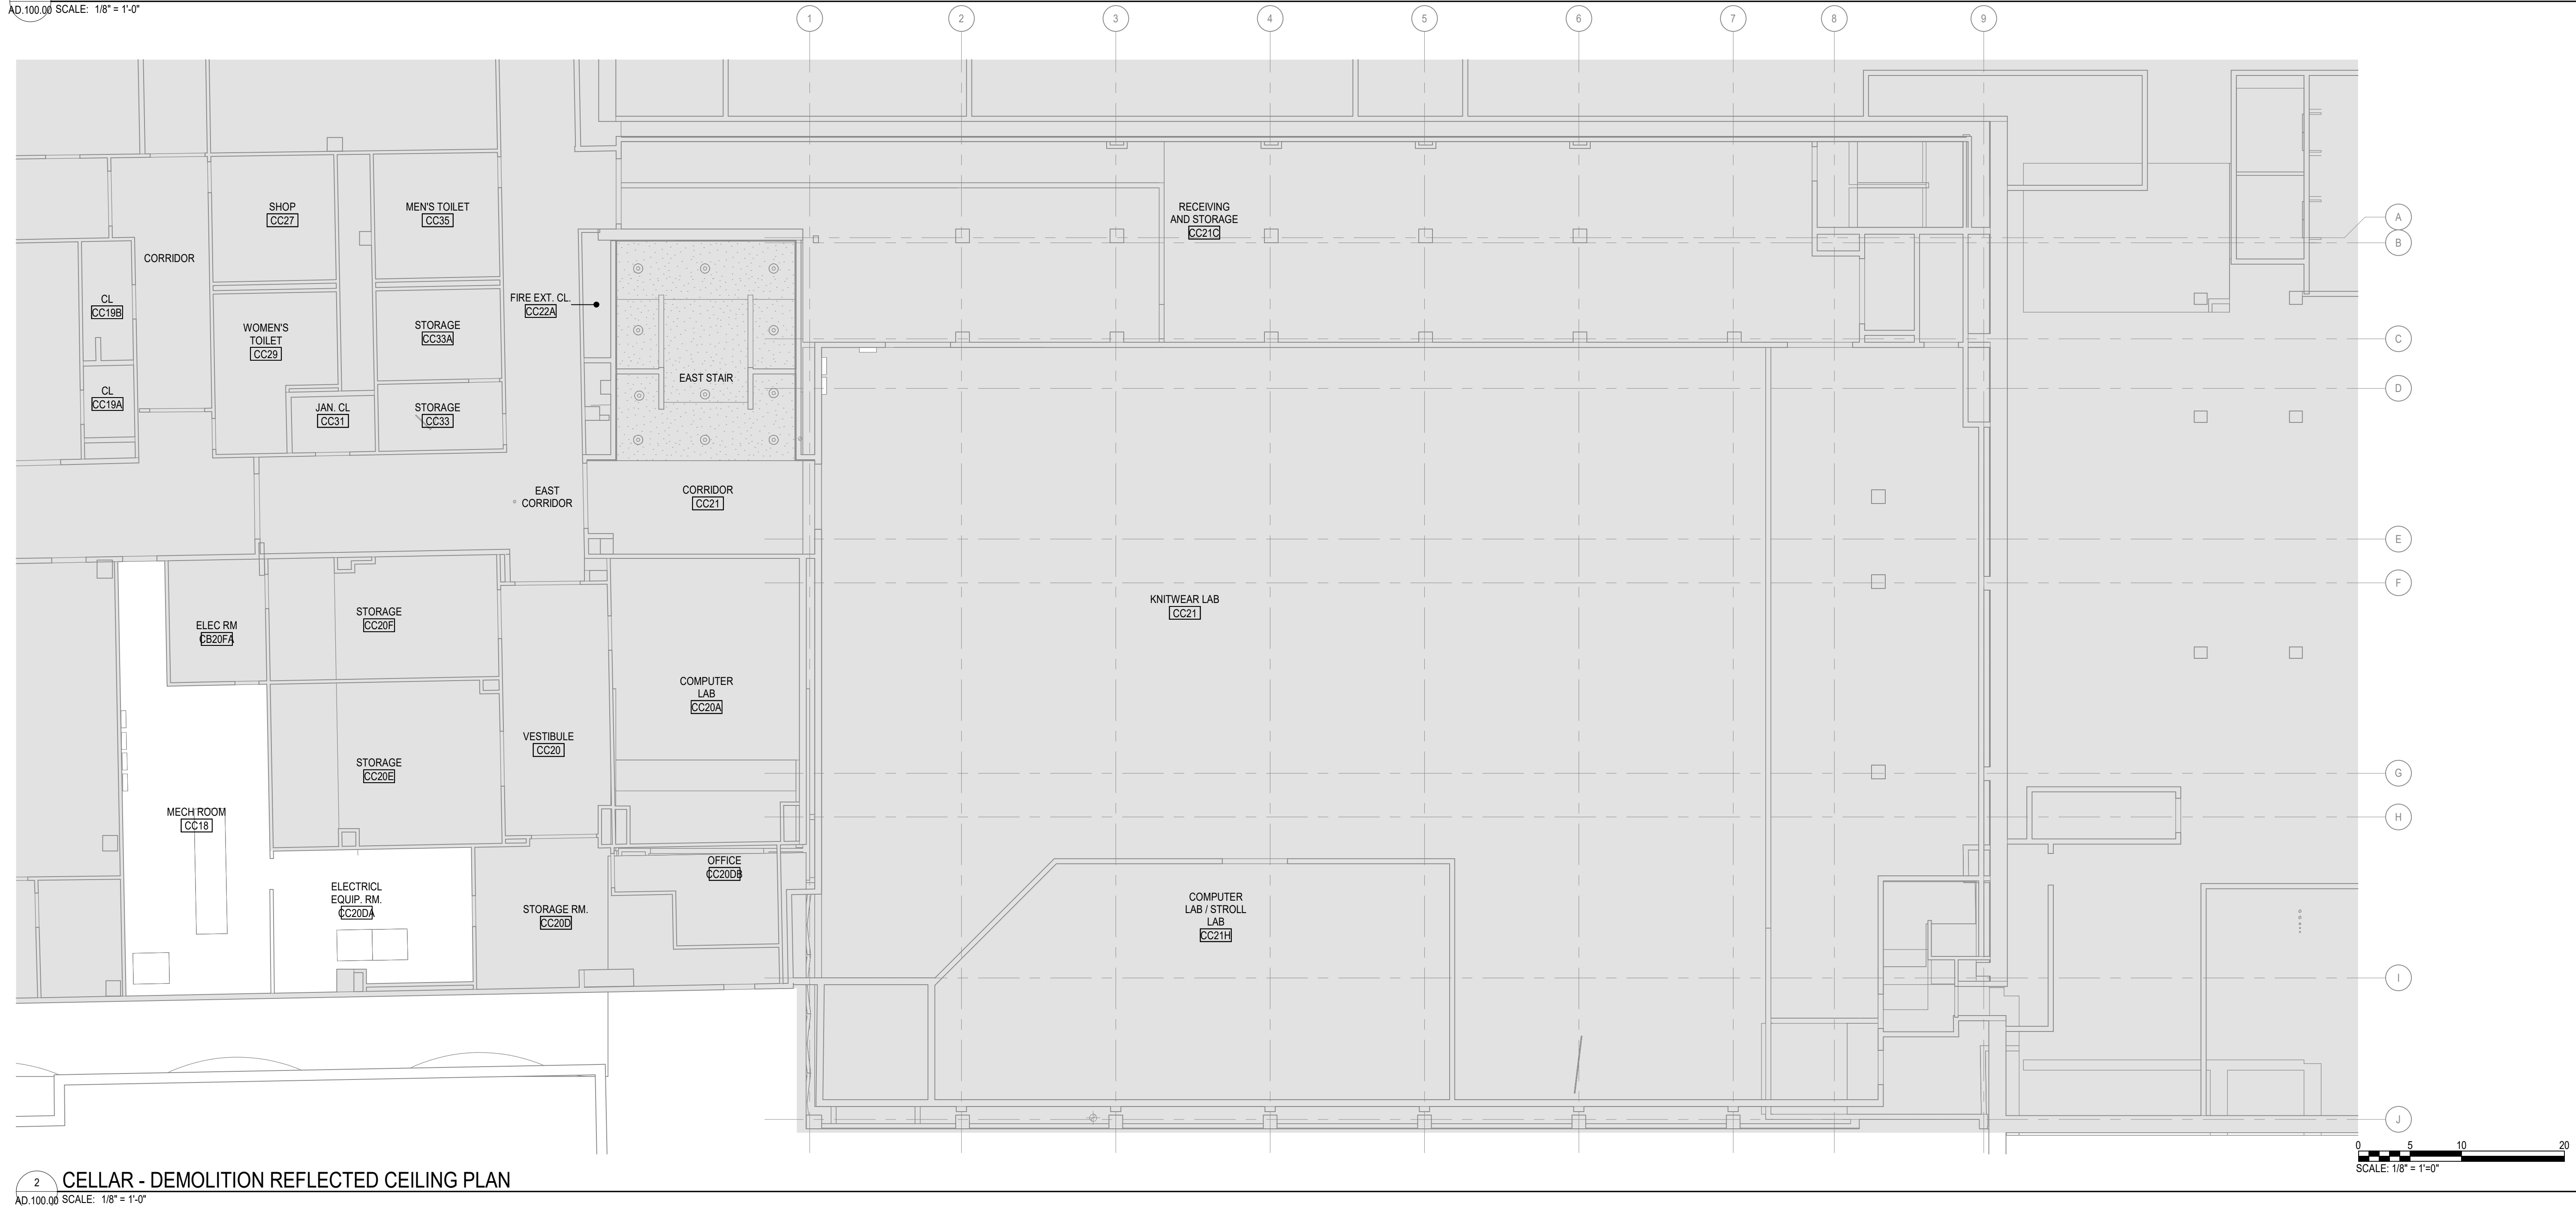 AD.100.00 SCALE: 1/8" = 1'-0"
1 2 3 4 5 6 7 8 9
A
B
C
D
E
F
G
H
I
J
SHOP
CC27
MEN'S TOILET
CC35
RECEIVING
AND STORAGE
CC21C
CORRIDOR
CL
CC19B
FIRE EXT. CL.
CC22A
WOMEN'S
TOILET
CC29
STORAGE
CC33A
EAST STAIR
CL
CC19A
JAN. CL
CC31
STORAGE
CC33
EAST
CORRIDOR
CORRIDOR
CC21
KNITWEAR LAB
CC21
ELEC RM
CB20FA
STORAGE
CC20F
COMPUTER
LAB
CC20A
VESTIBULE
CC20
STORAGE
CC20E
MECH ROOM
CC18
OFFICE
CC20DB
ELECTRICL
EQUIP. RM.
CC20DA
STORAGE RM.
CC20D
COMPUTER
LAB / STROLL
LAB
CC21H
0 5 10 20
SCALE: 1/8" = 1'=0"
2 CELLAR - DEMOLITION REFLECTED CEILING PLAN
AD.100.00 SCALE: 1/8" = 1'-0"